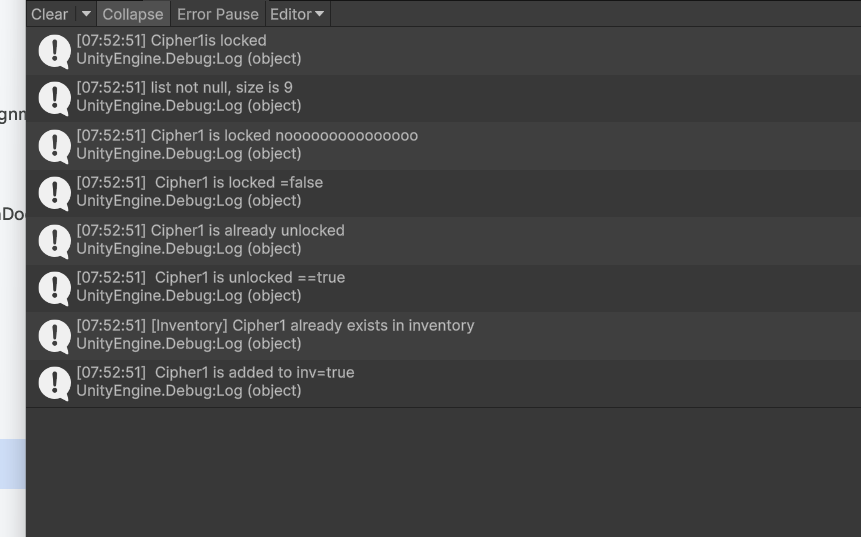 Clear Collapse Error Pause Editor
[07:52:51] Cipher1is locked
UnityEngine.Debug:Log (object)
[07:52:51] list not null, size is 9
UnityEngine.Debug:Log (object)
[07:52:51] Cipher1 is locked nooooooooooooooo
UnityEngine.Debug:Log (object)
[07:52:51]  Cipher1 is locked =false
UnityEngine.Debug:Log (object)
[07:52:51] Cipher1 is already unlocked
UnityEngine.Debug:Log (object)
[07:52:51]  Cipher1 is unlocked ==true
UnityEngine.Debug:Log (object)
[07:52:51] [Inventory] Cipher1 already exists in inventory
UnityEngine.Debug:Log (object)
[07:52:51]  Cipher1 is added to inv=true
UnityEngine.Debug:Log (object)